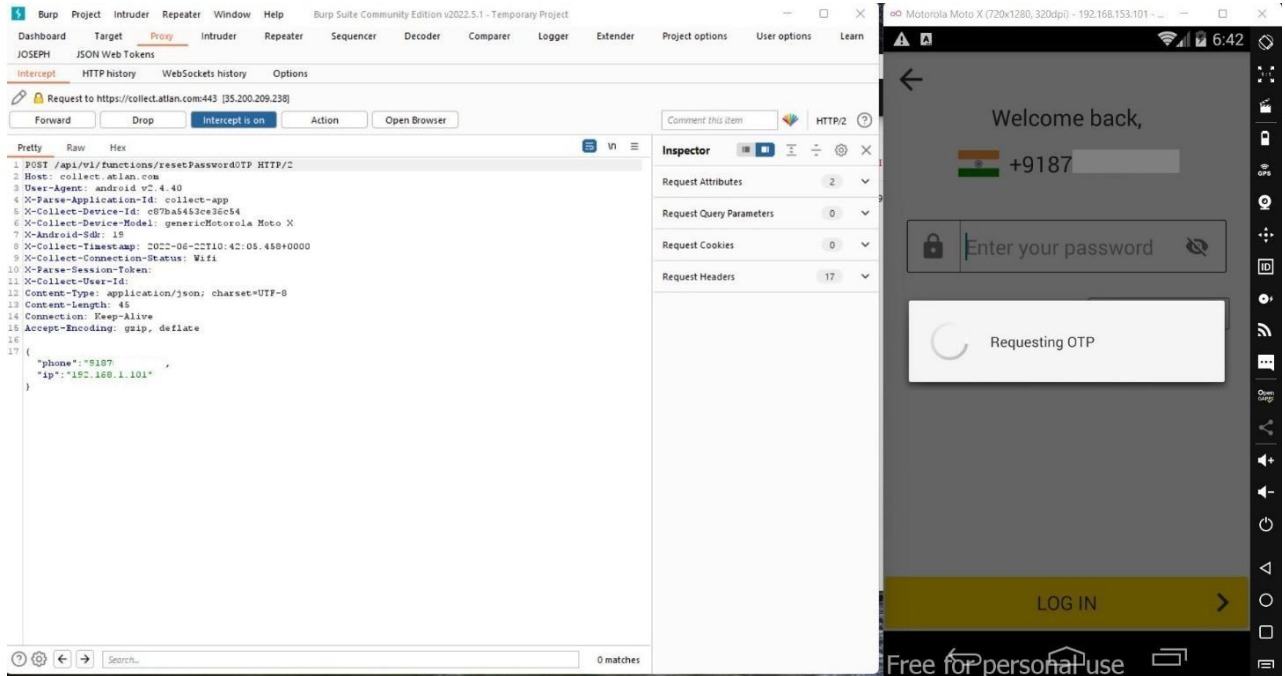 Burp Project Intruder Repeater Window Help Burp Suite Community Edition v2022.5.1 - Temporary Project
Dashboard Target Proxy Intruder Repeater Sequencer Decoder Comparer Logger Extender Project options User options Learn
JOSEPH JSON Web Tokens
Intercept HTTP history WebSockets history Options
Request to https://collect.atlan.com:443 [35.200.209.238]
Forward Drop Intercept is on Action Open Browser Comment this item HTTP/2 ?
Pretty Raw Hex \n
1 POST /api/v1/functions/resetPasswordOTP HTTP/2
2 Host: collect.atlan.com
3 User-Agent: android v2.4.40
4 X-Parse-Application-Id: collect-app
5 X-Collect-Device-Id: c87ba5453ce36c54
6 X-Collect-Device-Model: genericMotorola Moto X
7 X-Android-Sdk: 19
8 X-Collect-Timestamp: 2022-06-22T10:42:05.458+0000
9 X-Collect-Connection-Status: Wifi
10 X-Parse-Session-Token:
11 X-Collect-User-Id:
12 Content-Type: application/json; charset=UTF-8
13 Content-Length: 45
14 Connection: Keep-Alive
15 Accept-Encoding: gzip, deflate
16
17 {
"phone":"9187 ,
"ip":"192.168.1.101"
}
Search... 0 matches
Inspector
Request Attributes 2
Request Query Parameters 0
Request Cookies 0
Request Headers 17
Motorola Moto X (720x1280, 320dpi) - 192.168.153.101 - ...
6:42
Welcome back,
+9187
Enter your password
Requesting OTP
LOG IN
Free for personal use
GPS
ID
Open
GAPPS